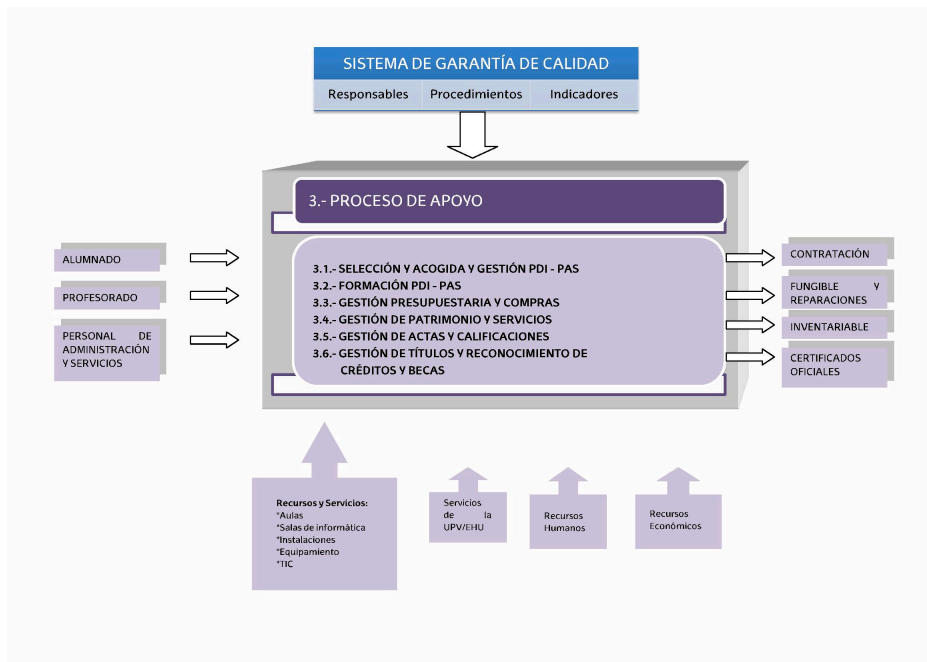 SISTEMA DE GARANTÍA DE CALIDAD
Responsables Procedimientos Indicadores
3.- PROCESO DE APOYO
ALUMNADO
PROFESORADO
PERSONAL DE
ADMINISTRACIÓN
Y SERVICIOS
3.1.- SELECCIÓN Y ACOGIDA Y GESTIÓN PDI - PAS
3.2.- FORMACIÓN PDI - PAS
3.3.- GESTIÓN PRESUPUESTARIA Y COMPRAS
3.4.- GESTIÓN DE PATRIMONIO Y SERVICIOS
3.5.- GESTIÓN DE ACTAS Y CALIFICACIONES
3.6.- GESTIÓN DE TÍTULOS Y RECONOCIMIENTO DE
CRÉDITOS Y BECAS
CONTRATACIÓN
FUNGIBLE Y
REPARACIONES
INVENTARIABLE
CERTIFICADOS
OFICIALES
Recursos y Servicios:
*Aulas
*Salas de informática
*Instalaciones
*Equipamiento
*TIC
Servicios
de la
UPV/EHU
Recursos
Humanos
Recursos
Económicos